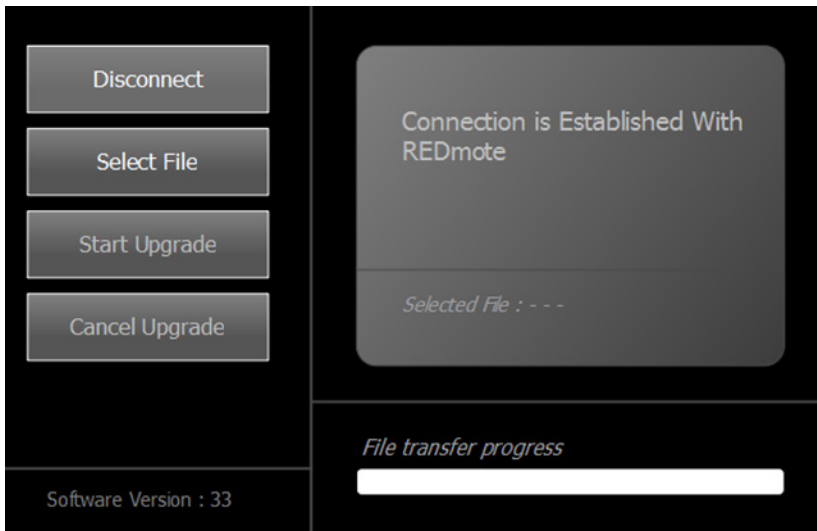 Disconnect
Select File
Start Upgrade
Cancel Upgrade
Software Version : 33
Connection is Established With
REDmote
Selected File : - - -
File transfer progress